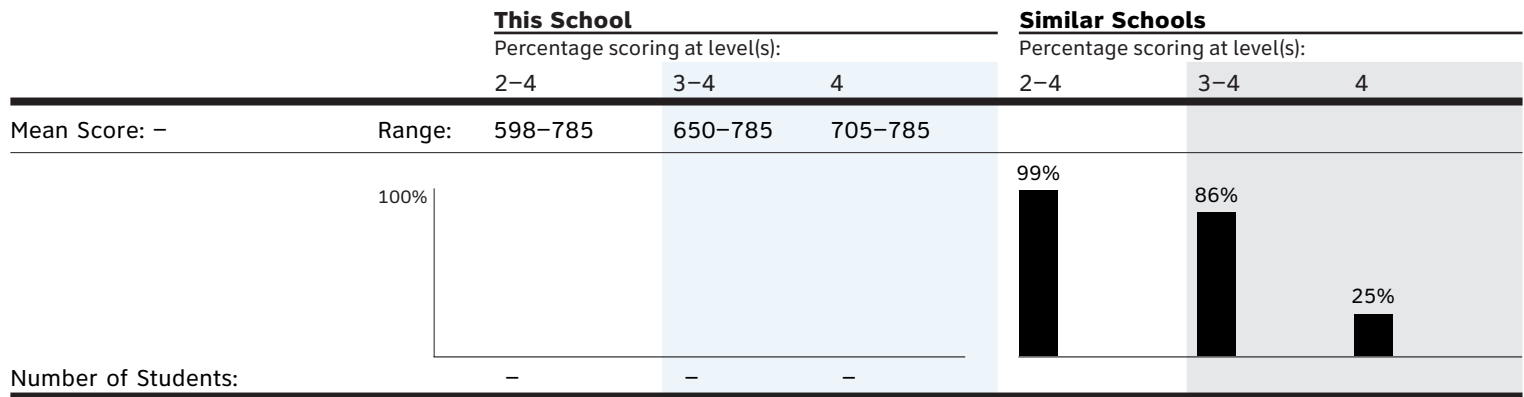 This School Similar Schools
Percentage scoring at level(s): Percentage scoring at level(s):
2–4 3–4 4 2–4 3–4 4
Mean Score: – Range: 598–785 650–785 705–785
99%
100% 86%
25%
Number of Students: – – –